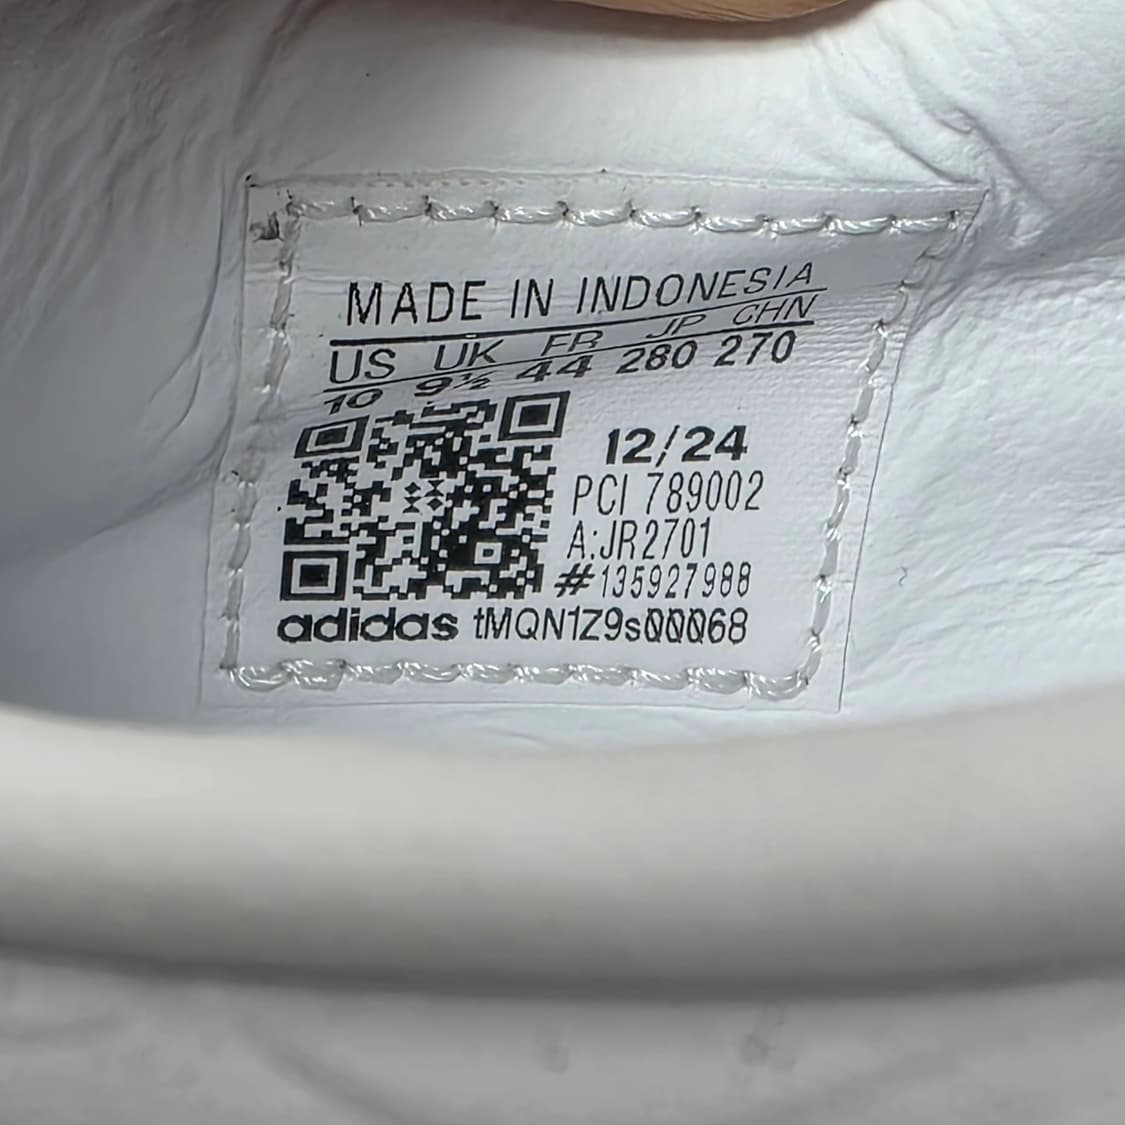 MADE IN INDONESIA
US UK FR JP CHN
10 9½ 44 280 270
12/24
PCI 789002
A:JR2701
#135927988
adidas tMQN1Z9s00068